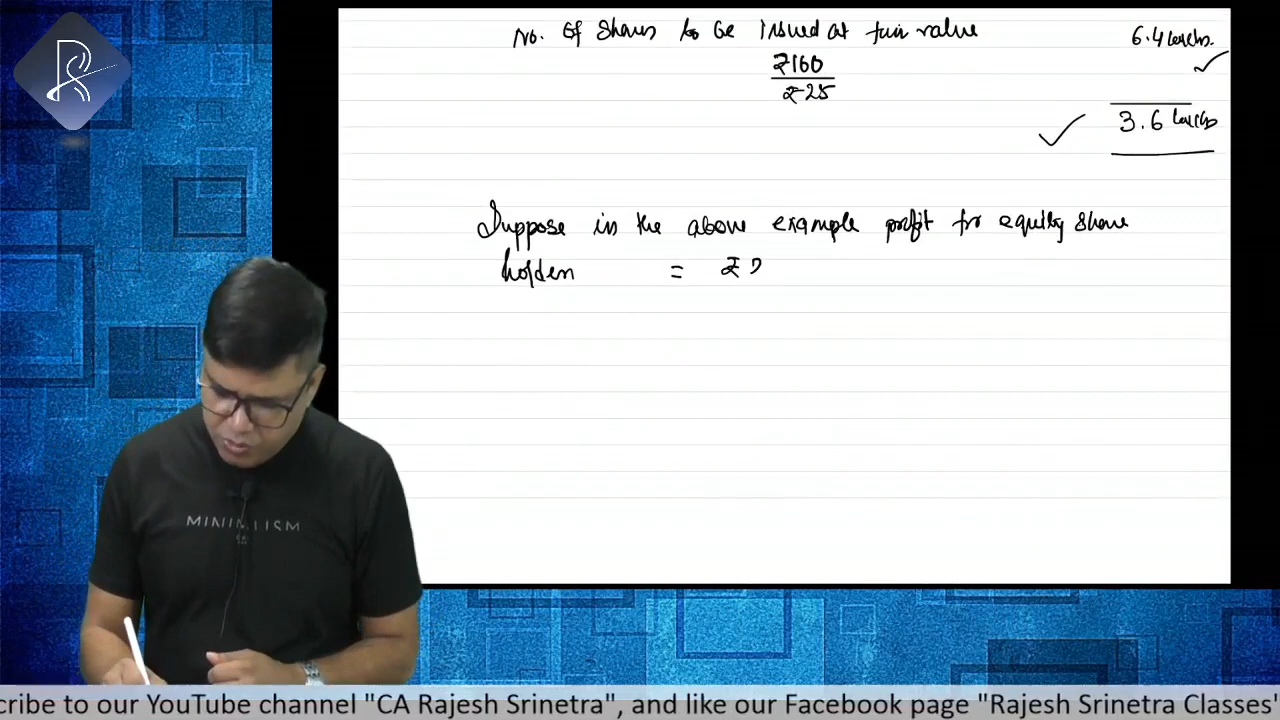 No. of Shares to be issued at fair value
6.4 lacs.
₹160
₹25
3.6 lacs
Suppose in the above example profit for equity share
holders = ₹
MINIMALISM
cribe to our YouTube channel "CA Rajesh Srinetra", and like our Facebook page "Rajesh Srinetra Classes"